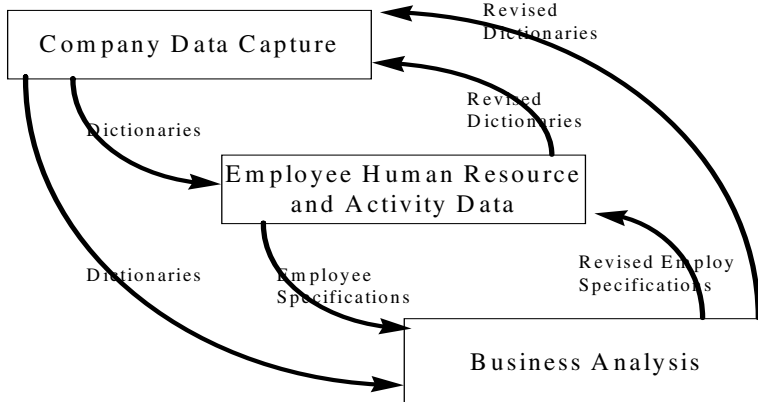 Revised
Dictionaries
Company Data Capture
Revised
Dictionaries
Dictionaries
Employee Human Resource
and Activity Data
Dictionaries
Employee
Specifications
Revised Employ
Specifications
Business Analysis